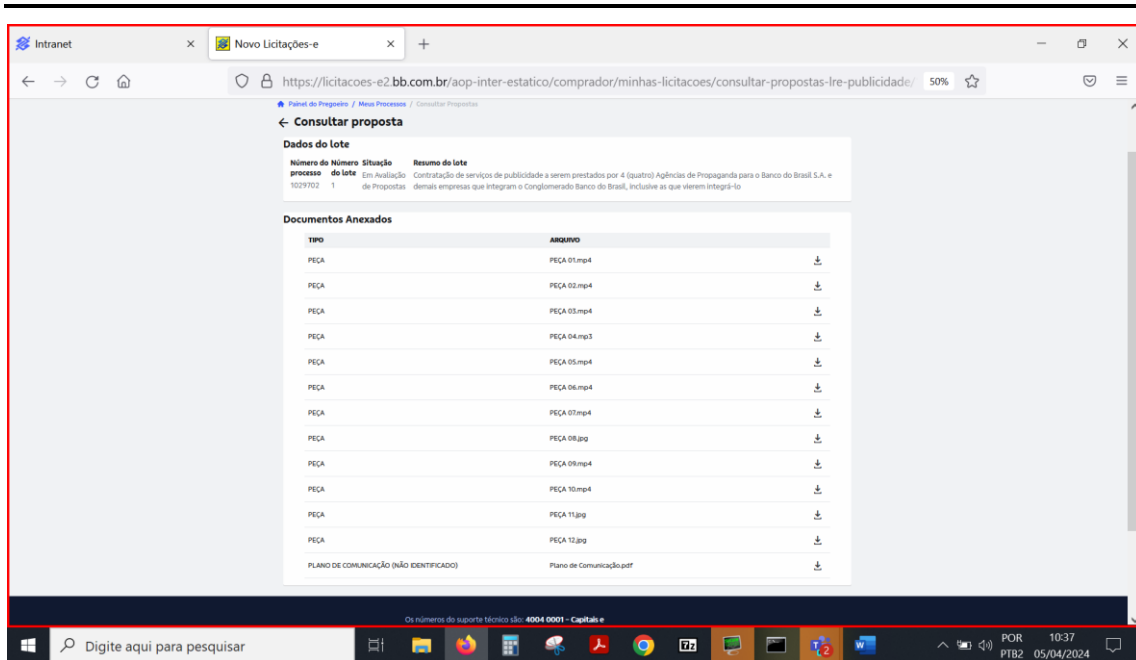 Intranet
Novo Licitações-e
https://licitacoes-e2.bb.com.br/aop-inter-estatico/comprador/minhas-licitacoes/consultar-propostas-lre-publicidade/
50%
Painel do Pregoeiro / Meus Processos / Consultar Propostas
Consultar proposta
Dados do lote
Número do processo
1029702
Número do lote
1
Situação
Em Avaliação de Propostas
Resumo do lote
Contratação de serviços de publicidade a serem prestados por 4 (quatro) Agências de Propaganda para o Banco do Brasil S.A. e
demais empresas que integram o Conglomerado Banco do Brasil, inclusive as que vierem integrá-lo
Documentos Anexados
TIPO ARQUIVO
PEÇA PEÇA 01.mp4
PEÇA PEÇA 02.mp4
PEÇA PEÇA 03.mp4
PEÇA PEÇA 04.mp3
PEÇA PEÇA 05.mp4
PEÇA PEÇA 06.mp4
PEÇA PEÇA 07.mp4
PEÇA PEÇA 08.jpg
PEÇA PEÇA 09.mp4
PEÇA PEÇA 10.mp4
PEÇA PEÇA 11.jpg
PEÇA PEÇA 12.jpg
PLANO DE COMUNICAÇÃO (NÃO IDENTIFICADO) Plano de Comunicação.pdf
Os números do suporte técnico são: 4004 0001 - Capitais e
Digite aqui para pesquisar
7z
2
W
POR
PTB2
10:37
05/04/2024